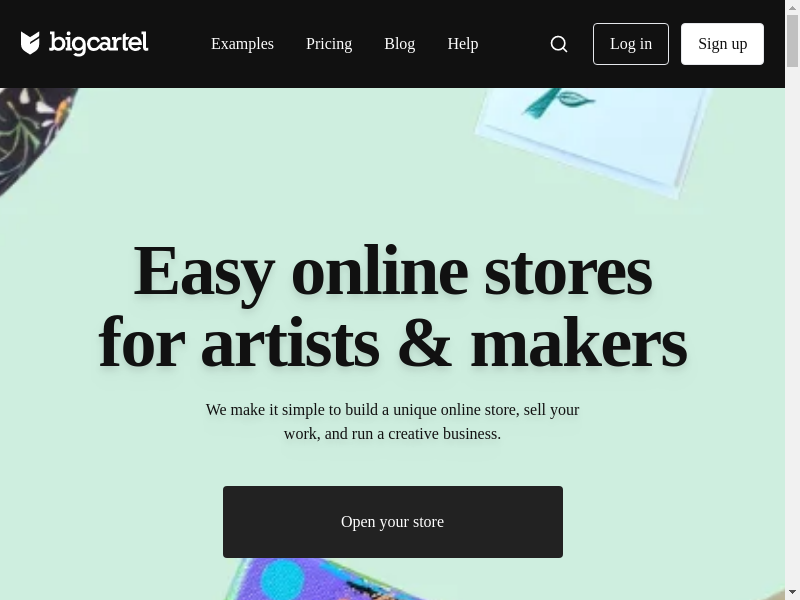 bigcartel
Examples
Pricing
Blog
Help
Log in
Sign up
Easy online stores
for artists & makers
We make it simple to build a unique online store, sell your
work, and run a creative business.
Open your store